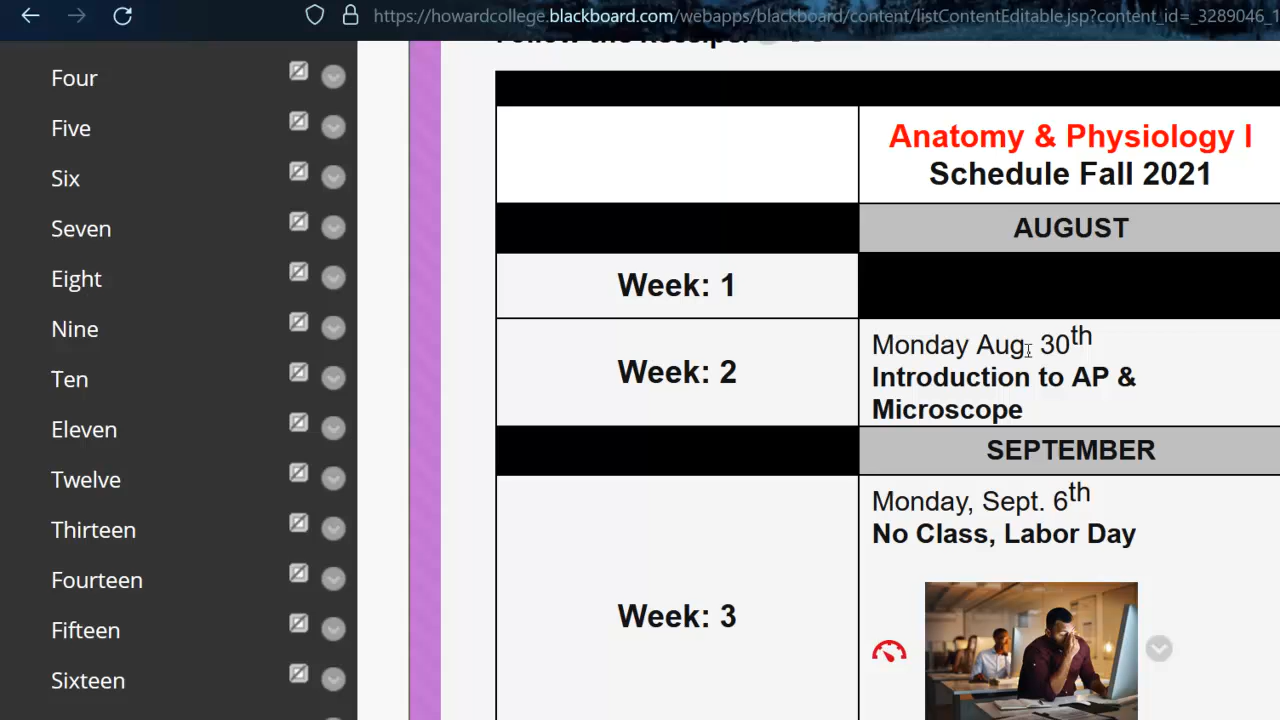 https://howardcollege.blackboard.com/webapps/blackboard/content/listContentEditable.jsp?content_id=_3289046_1
Four
Five
Six
Seven
Eight
Nine
Ten
Eleven
Twelve
Thirteen
Fourteen
Fifteen
Sixteen
Anatomy & Physiology I
Schedule Fall 2021
AUGUST
Week: 1
Week: 2
Monday Aug. 30th
Introduction to AP &
Microscope
SEPTEMBER
Week: 3
Monday, Sept. 6th
No Class, Labor Day